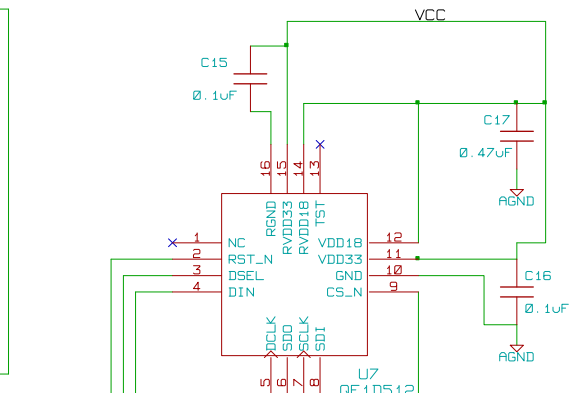 VCC
C15
0.1uF
C17
0.47uF
AGND
16
15
14
13
RGND
RVDD33
RVDD18
TST
1
NC
VDD18
12
2
RST_N
VDD33
11
3
DSEL
GND
10
4
DIN
CS_N
9
C16
0.1uF
AGND
DCLK
SDO
SCLK
SDI
5
6
7
8
U7
QF1D512